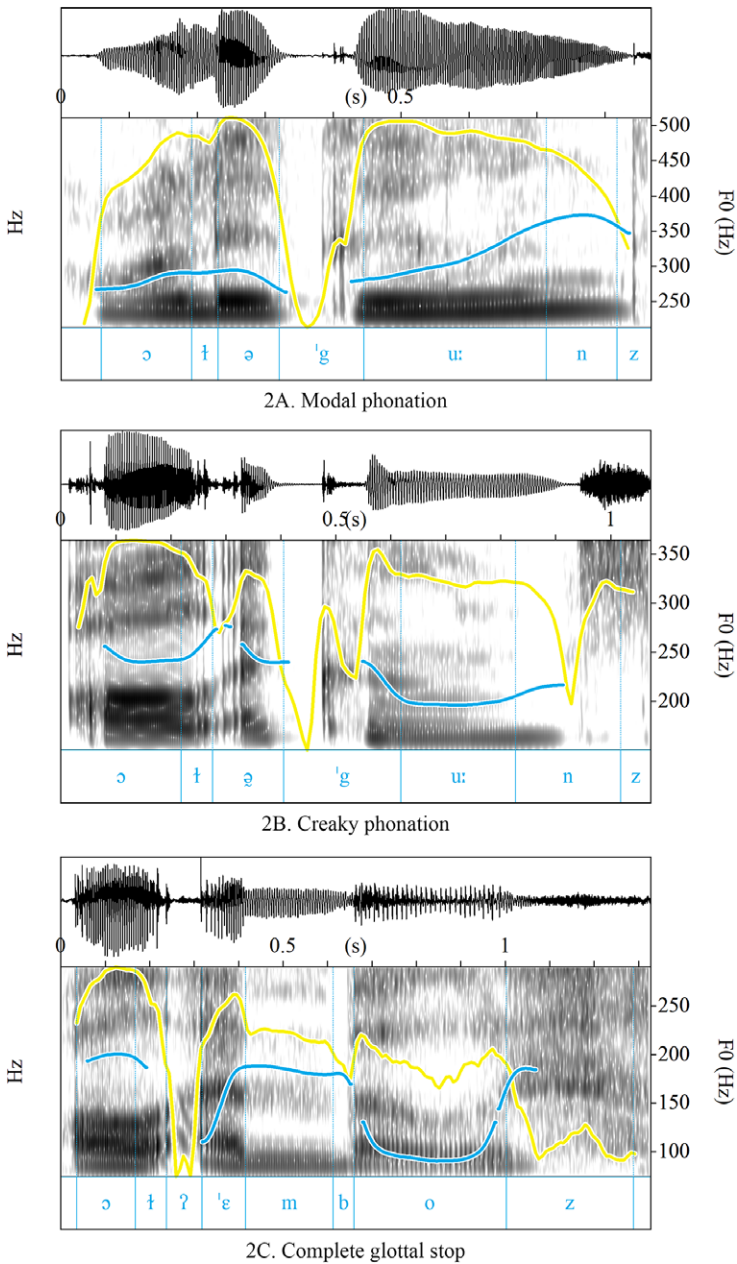 0 (s) 0.5
500
450
400
350
300
250
Hz
F0 (Hz)
ɔ ɫ ə ˈg uː n z
2A. Modal phonation
0 0.5(s) 1
350
300
250
200
Hz
F0 (Hz)
ɔ ɫ ə̰ ˈg uː n z
2B. Creaky phonation
0 0.5 (s) 1
250
200
150
100
Hz
F0 (Hz)
ɔ ɫ ʔ ˈɛ m b o z
2C. Complete glottal stop